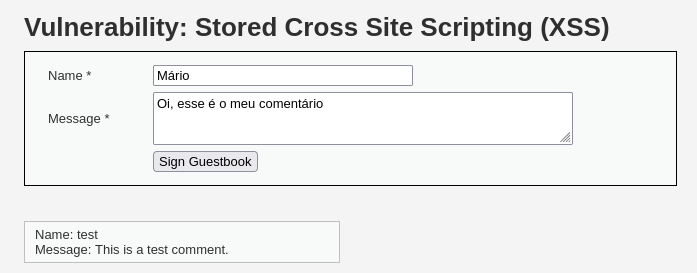 Vulnerability: Stored Cross Site Scripting (XSS)
Name * Mário
Message * Oi, esse é o meu comentário
Sign Guestbook
Name: test
Message: This is a test comment.